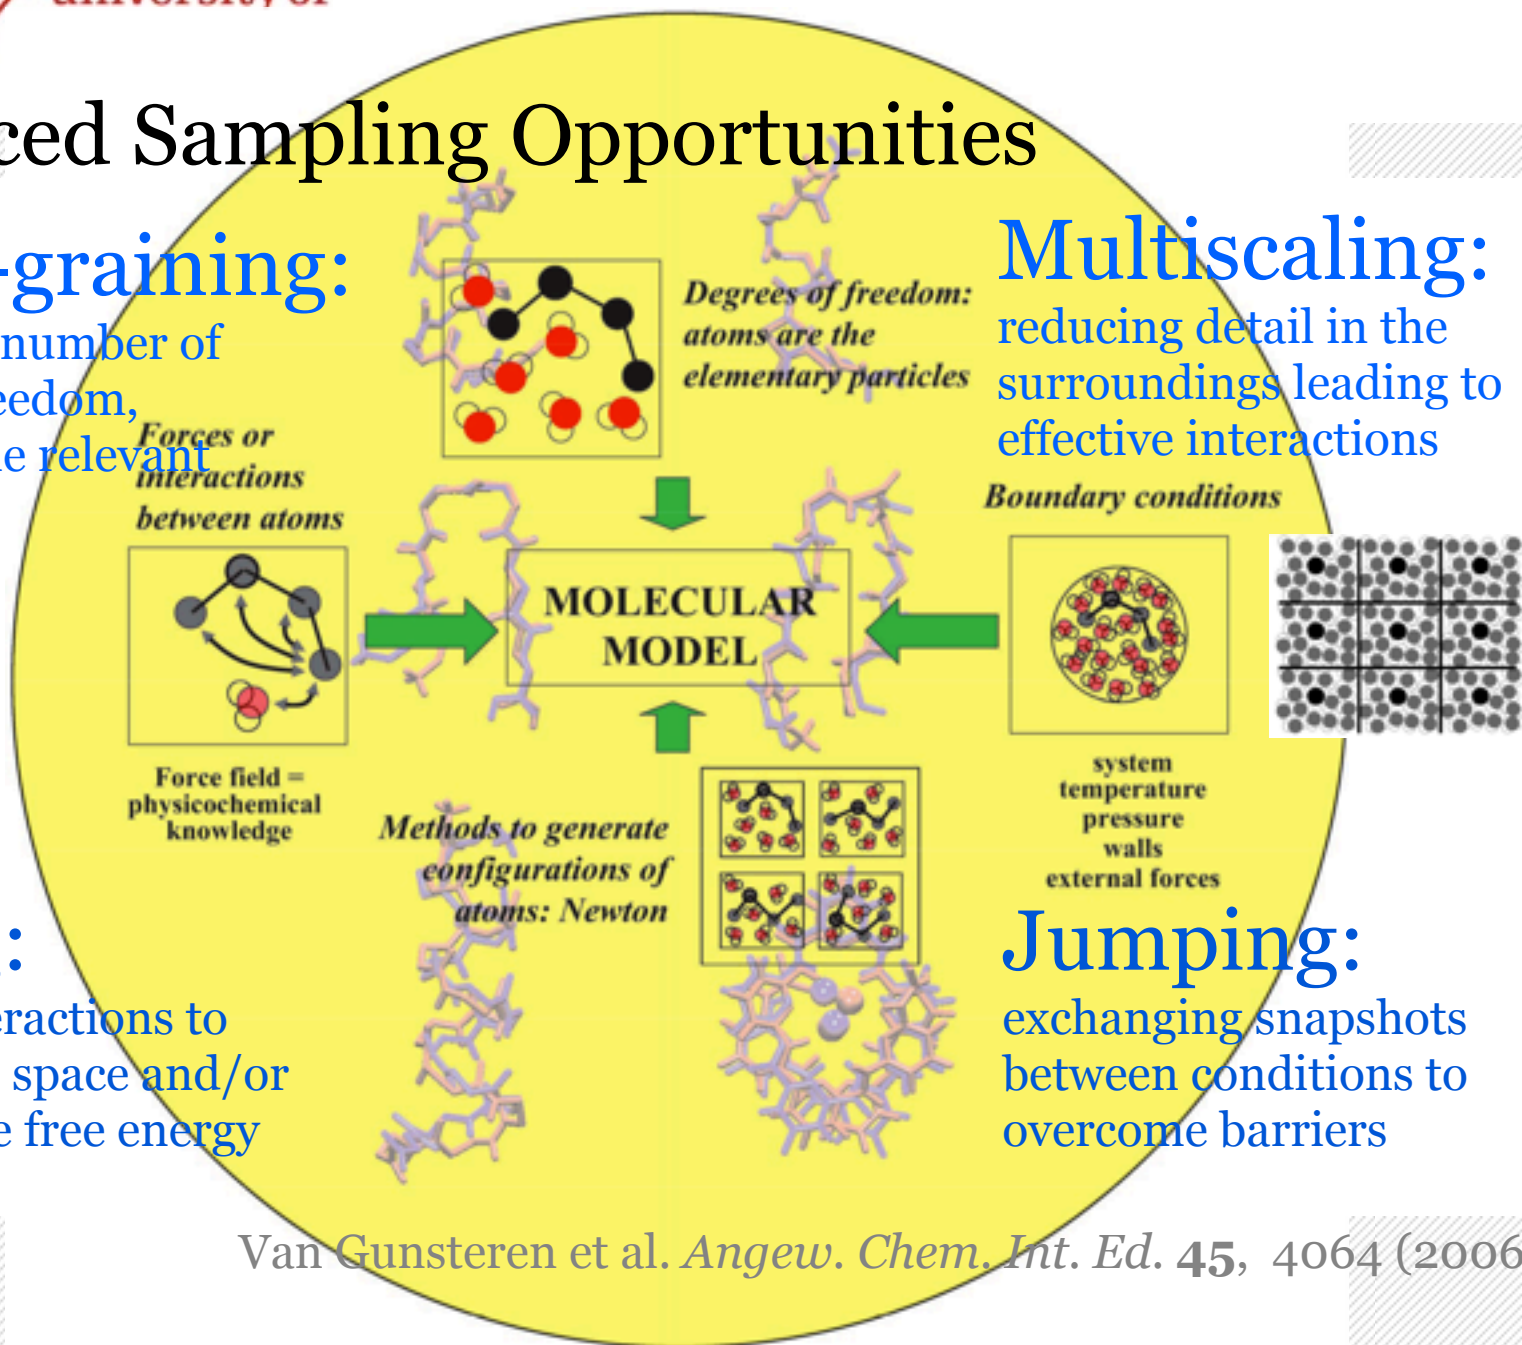 university of
ced Sampling Opportunities
-graining:
number of
eedom,
e relevant
Multiscaling:
reducing detail in the
surroundings leading to
effective interactions
Degrees of freedom:
atoms are the
elementary particles
Forces or
interactions
between atoms
Boundary conditions
MOLECULAR
MODEL
Force field =
physicochemical
knowledge
system
temperature
pressure
walls
external forces
Methods to generate
configurations of
atoms: Newton
:
eractions to
space and/or
e free energy
Jumping:
exchanging snapshots
between conditions to
overcome barriers
Van Gunsteren et al. Angew. Chem. Int. Ed. 45, 4064 (2006